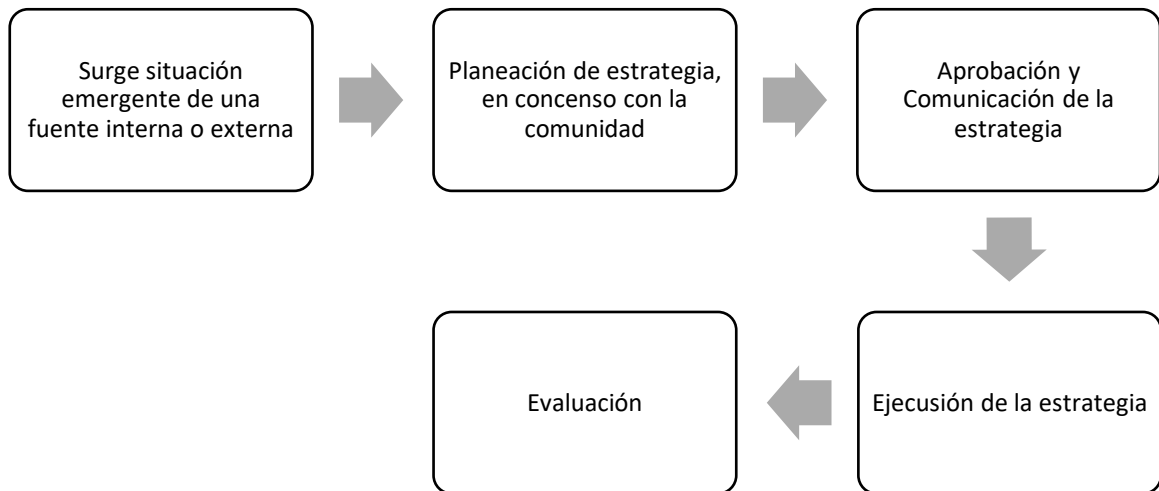 Surge situación
emergente de una
fuente interna o externa
Planeación de estrategia,
en concenso con la
comunidad
Aprobación y
Comunicación de la
estrategia
Ejecusión de la estrategia
Evaluación